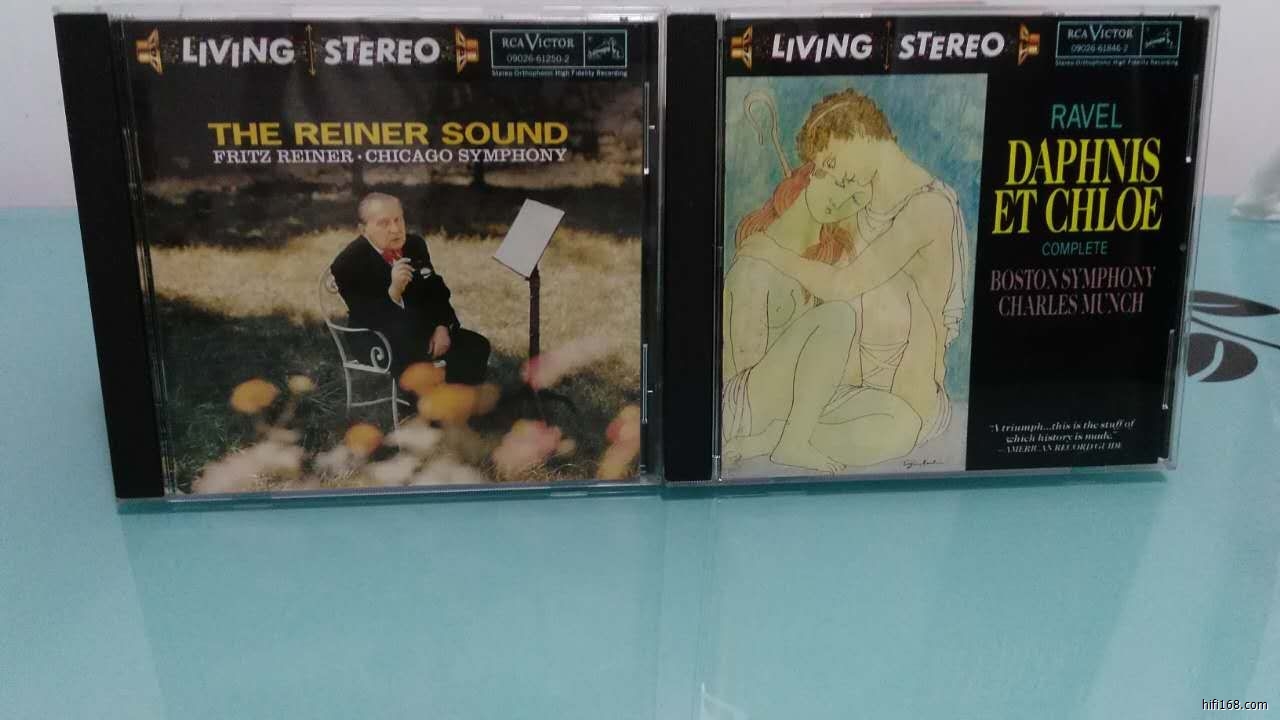 LIVING STEREO
RCA VICTOR
09026-61250-2
Stereo-Orthophonic High Fidelity Recording
THE REINER SOUND
FRITZ REINER · CHICAGO SYMPHONY
LIVING STEREO
RCA VICTOR
09026-61846-2
Stereo-Orthophonic High Fidelity Recording
RAVEL
DAPHNIS
ET CHLOE
COMPLETE
BOSTON SYMPHONY
CHARLES MUNCH
"A triumph...this is the stuff of
which history is made."
—AMERICAN RECORD GUIDE
hifi168.com